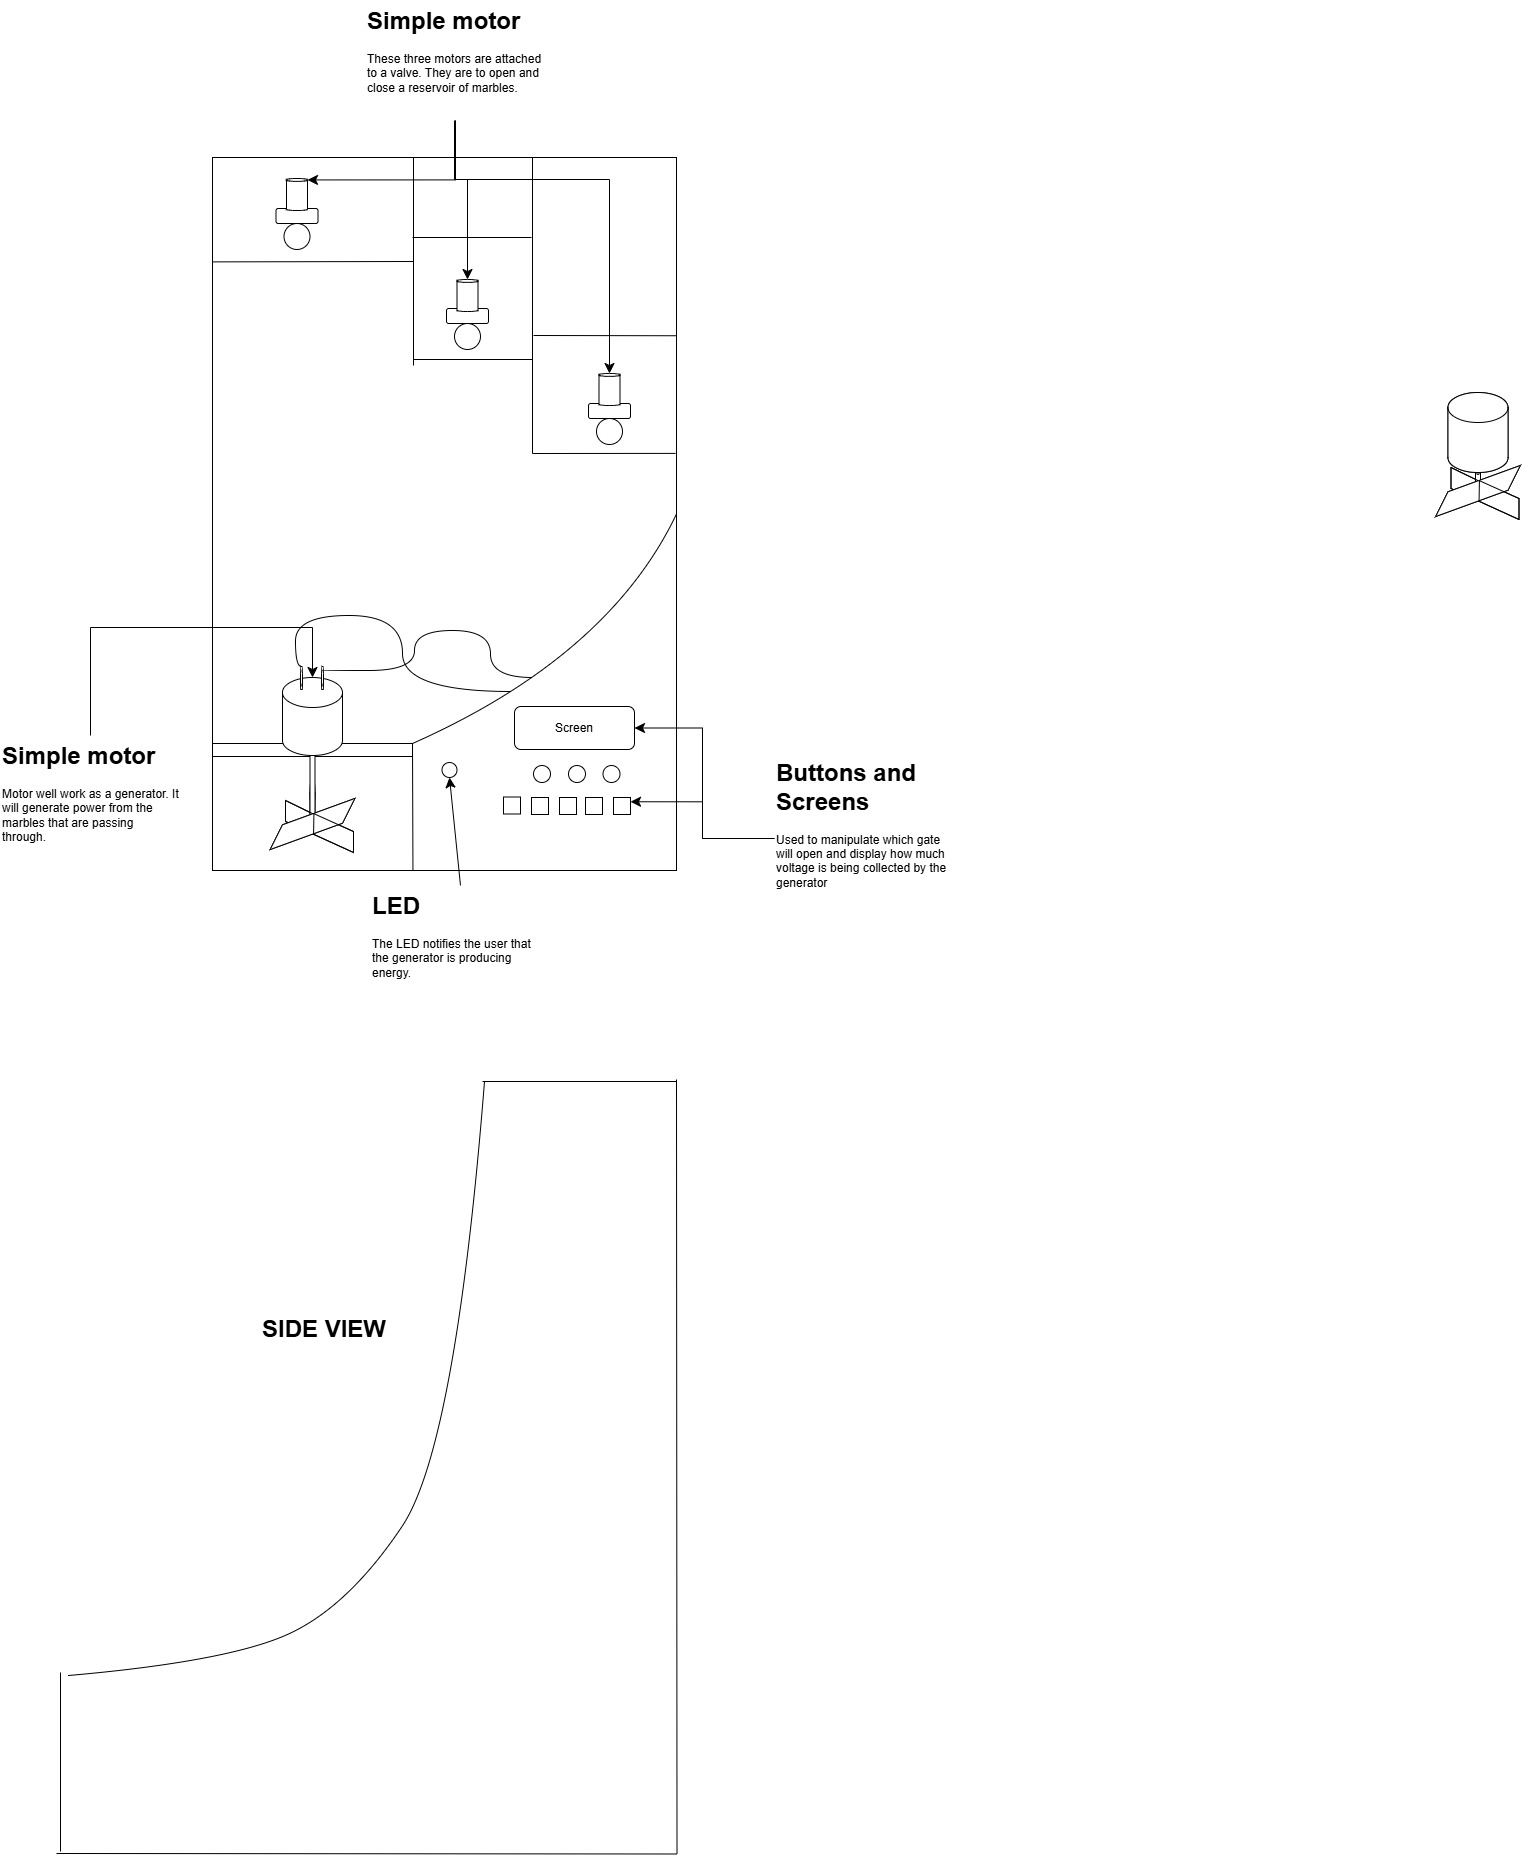 Simple motor
These three motors are attached
to a valve. They are to open and
close a reservoir of marbles.
Simple motor
Motor well work as a generator. It
will generate power from the
marbles that are passing
through.
Screen
Buttons and
Screens
Used to manipulate which gate
will open and display how much
voltage is being collected by the
generator
LED
The LED notifies the user that
the generator is producing
energy.
SIDE VIEW